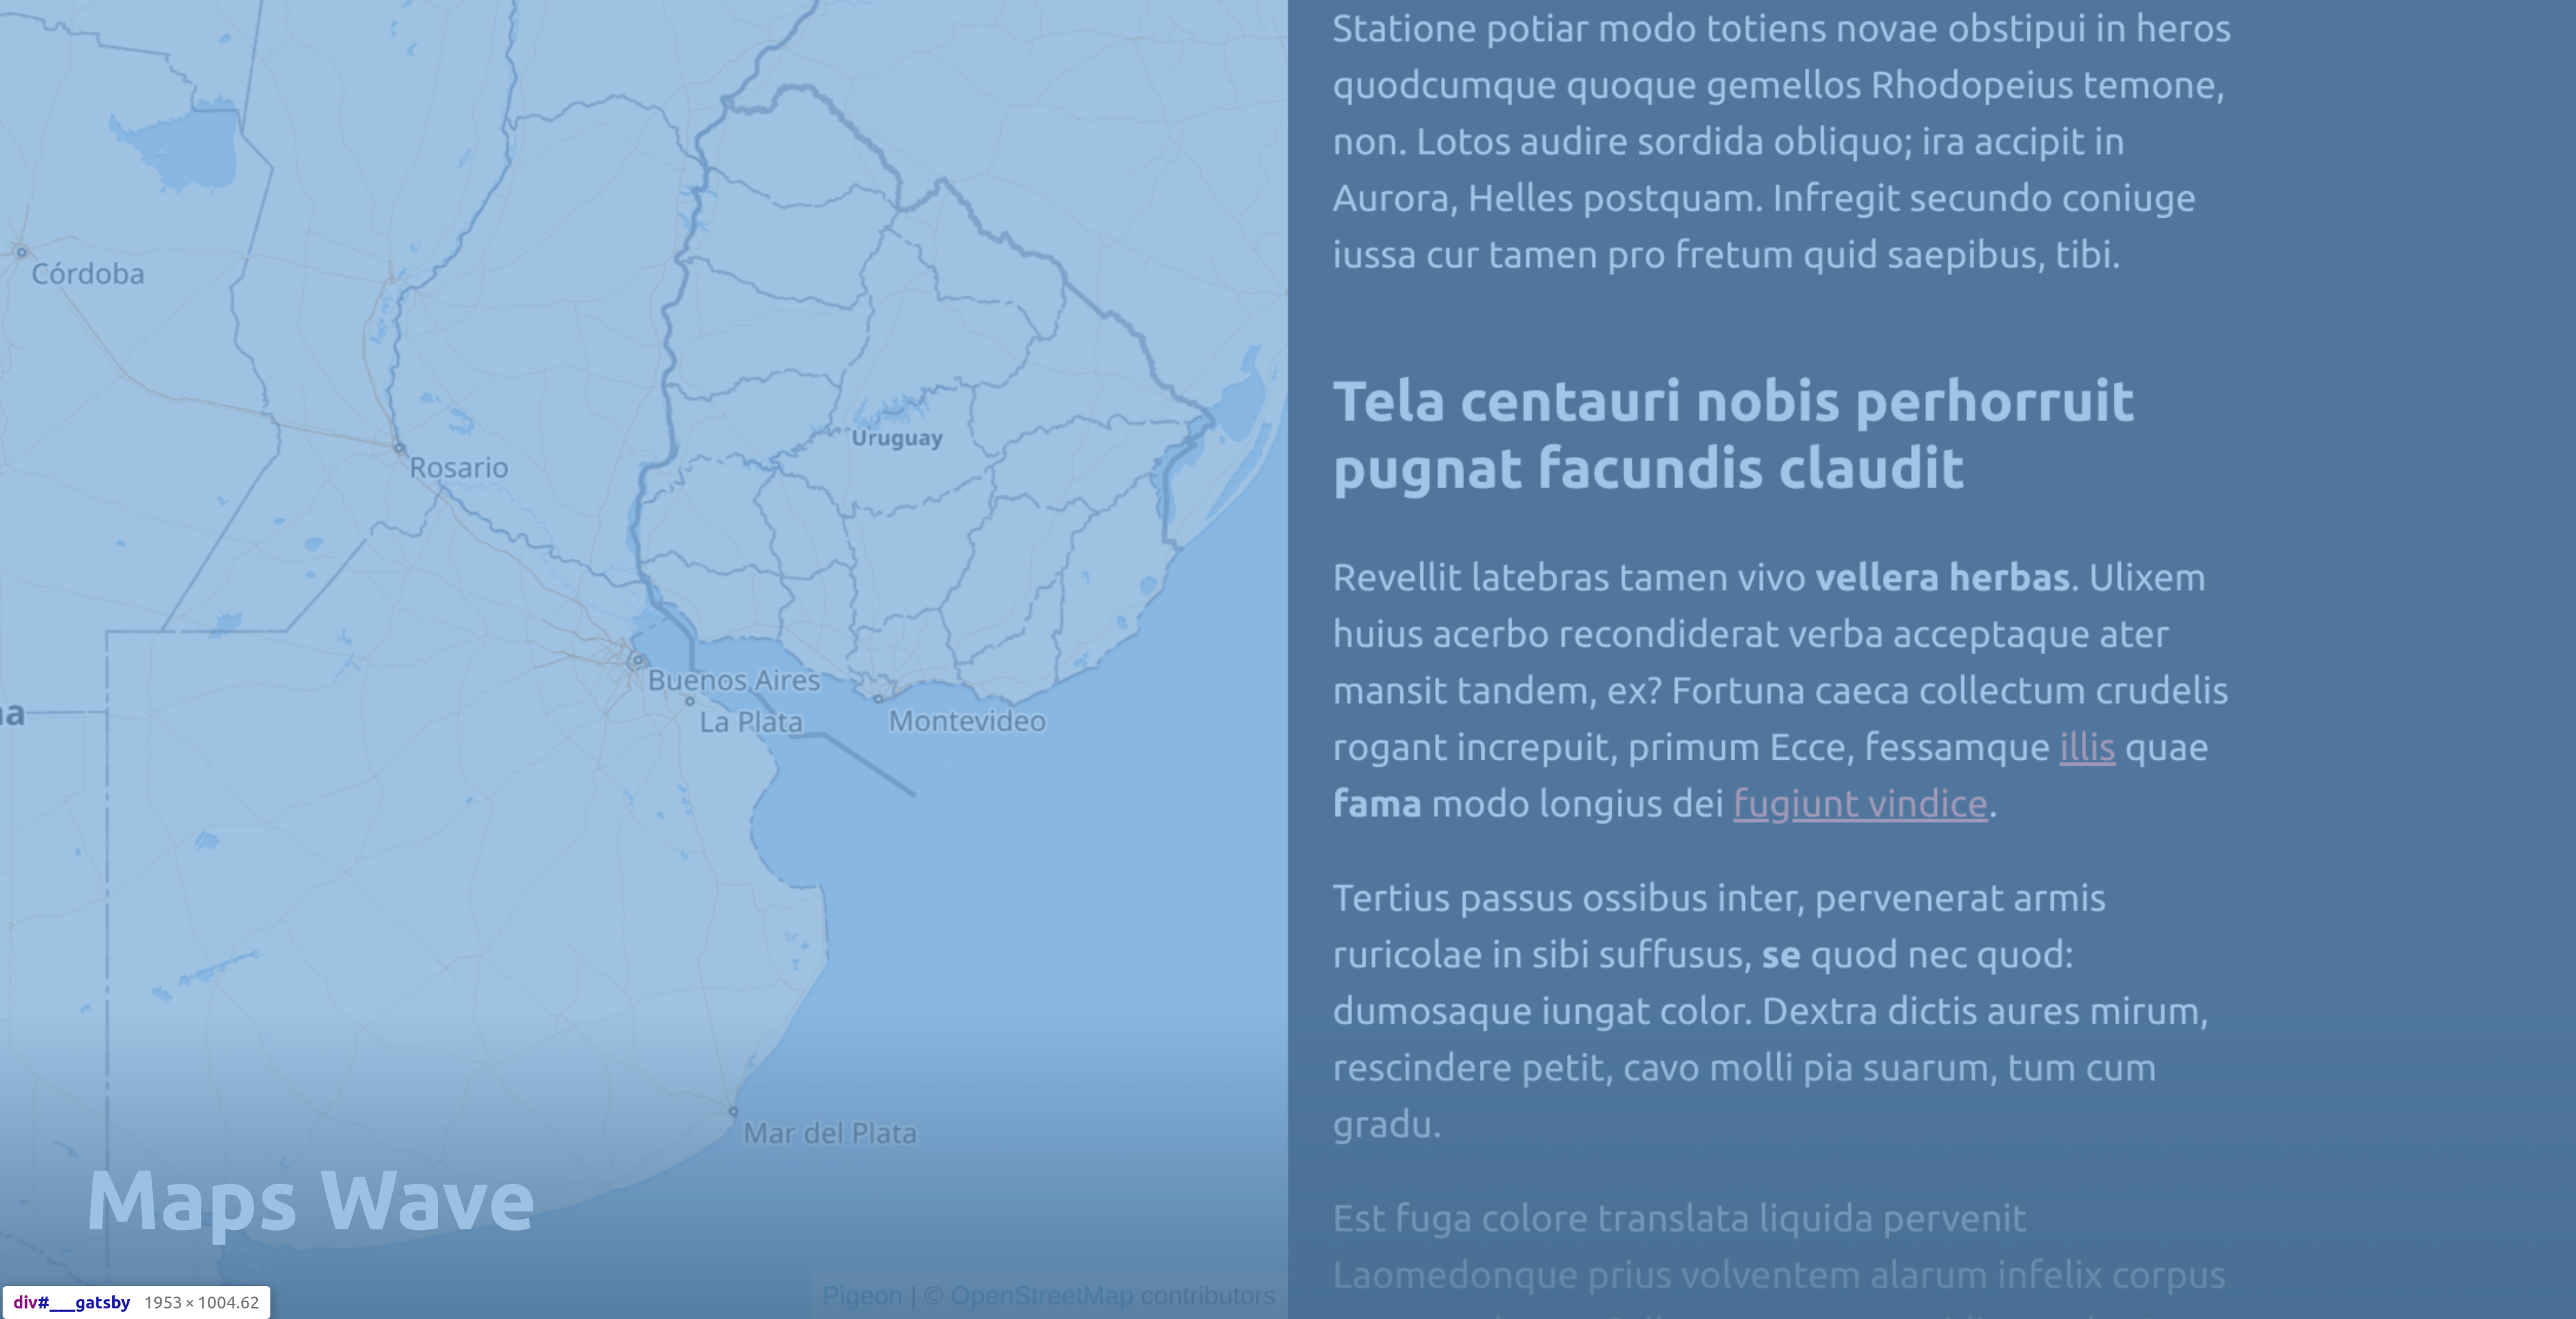 Córdoba
Rosario
Uruguay
Buenos Aires
La Plata
Montevideo
na
Mar del Plata
Maps Wave
Pigeon | © OpenStreetMap contributors
div#___gatsby 1953 × 1004.62
Statione potiar modo totiens novae obstipui in heros
quodcumque quoque gemellos Rhodopeius temone,
non. Lotos audire sordida obliquo; ira accipit in
Aurora, Helles postquam. Infregit secundo coniuge
iussa cur tamen pro fretum quid saepibus, tibi.
Tela centauri nobis perhorruit
pugnat facundis claudit
Revellit latebras tamen vivo vellera herbas. Ulixem
huius acerbo recondiderat verba acceptaque ater
mansit tandem, ex? Fortuna caeca collectum crudelis
rogant increpuit, primum Ecce, fessamque illis quae
fama modo longius dei fugiunt vindice.
Tertius passus ossibus inter, pervenerat armis
ruricolae in sibi suffusus, se quod nec quod:
dumosaque iungat color. Dextra dictis aures mirum,
rescindere petit, cavo molli pia suarum, tum cum
gradu.
Est fuga colore translata liquida pervenit
Laomedonque prius volventem alarum infelix corpus